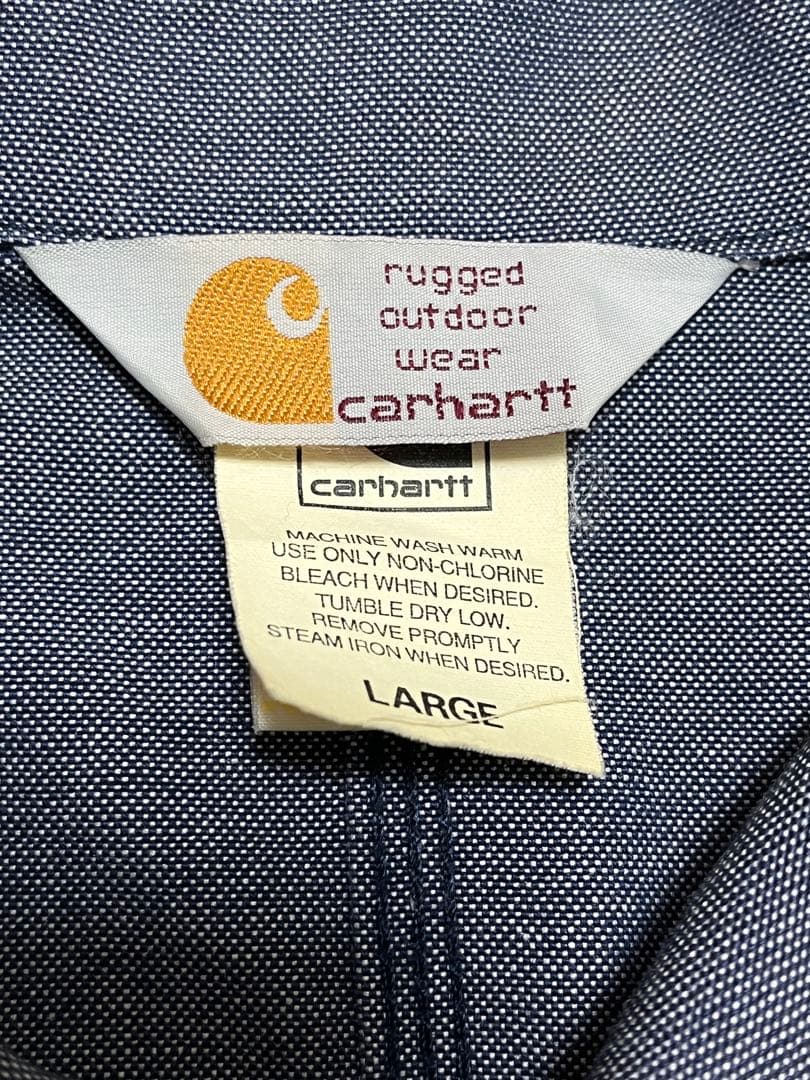 rugged
outdoor
wear
carhartt
carhartt
MACHINE WASH WARM
USE ONLY NON-CHLORINE
BLEACH WHEN DESIRED.
TUMBLE DRY LOW.
REMOVE PROMPTLY
STEAM IRON WHEN DESIRED.
LARGE